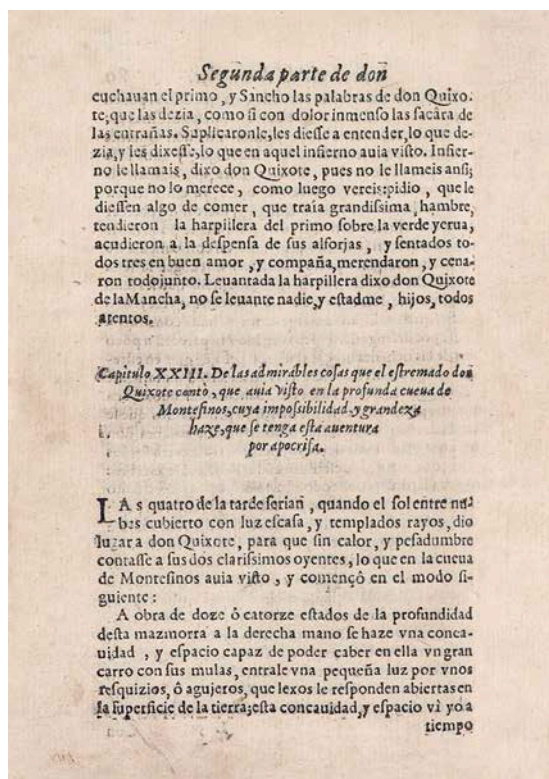 Segunda parte de don
cuchauan el primo, y Sancho las palabras de don Quixo-
te, que las dezia, como si con dolor inmenso las sacára de
las entrañas. Suplicaronle, les diesse a entender, lo que de-
zia, y les dixesse, lo que en aquel infierno auia visto. Infier-
no le llamais, dixo don Quixote, pues no le llameis ansi;
porque no lo merece, como luego vereis: pidio, que le
diessen algo de comer, que traía grandissima, hambre,
tendieron la harpillera del primo sobre la verde yerua,
acudieron a la despensa de sus alforjas, y sentados to-
dos tres en buen amor, y compaña, merendaron, y cena-
ron todo junto. Leuantada la harpillera dixo don Quixote
de la Mancha, no se leuante nadie, y estadme, hijos, todos
atentos.
Capitulo XXIII. De las admirables cosas que el estremado don
Quixote contò, que auia visto en la profunda cueua de
Montesinos, cuya impossibilidad, y grandeza
haze, que se tenga esta auentura
por apocrifa.
LAs quatro de la tarde serian, quando el sol entre nu-
bes cubierto con luz escasa, y templados rayos, dio
lugar a don Quixote, para que sin calor, y pesadumbre
contasse a sus dos clarissimos oyentes, lo que en la cueua
de Montesinos auia visto, y començó en el modo si-
guiente:
A obra de doze ò catorze estados de la profundidad
desta mazmorra a la derecha mano se haze vna conca-
uidad, y espacio capaz de poder caber en ella vn gran
carro con sus mulas, entrale vna pequeña luz por vnos
resquizios, ò agujeros, que lexos le responden abiertas en
la superficie de la tierra; esta concauidad, y espacio vì yo a
tiempo